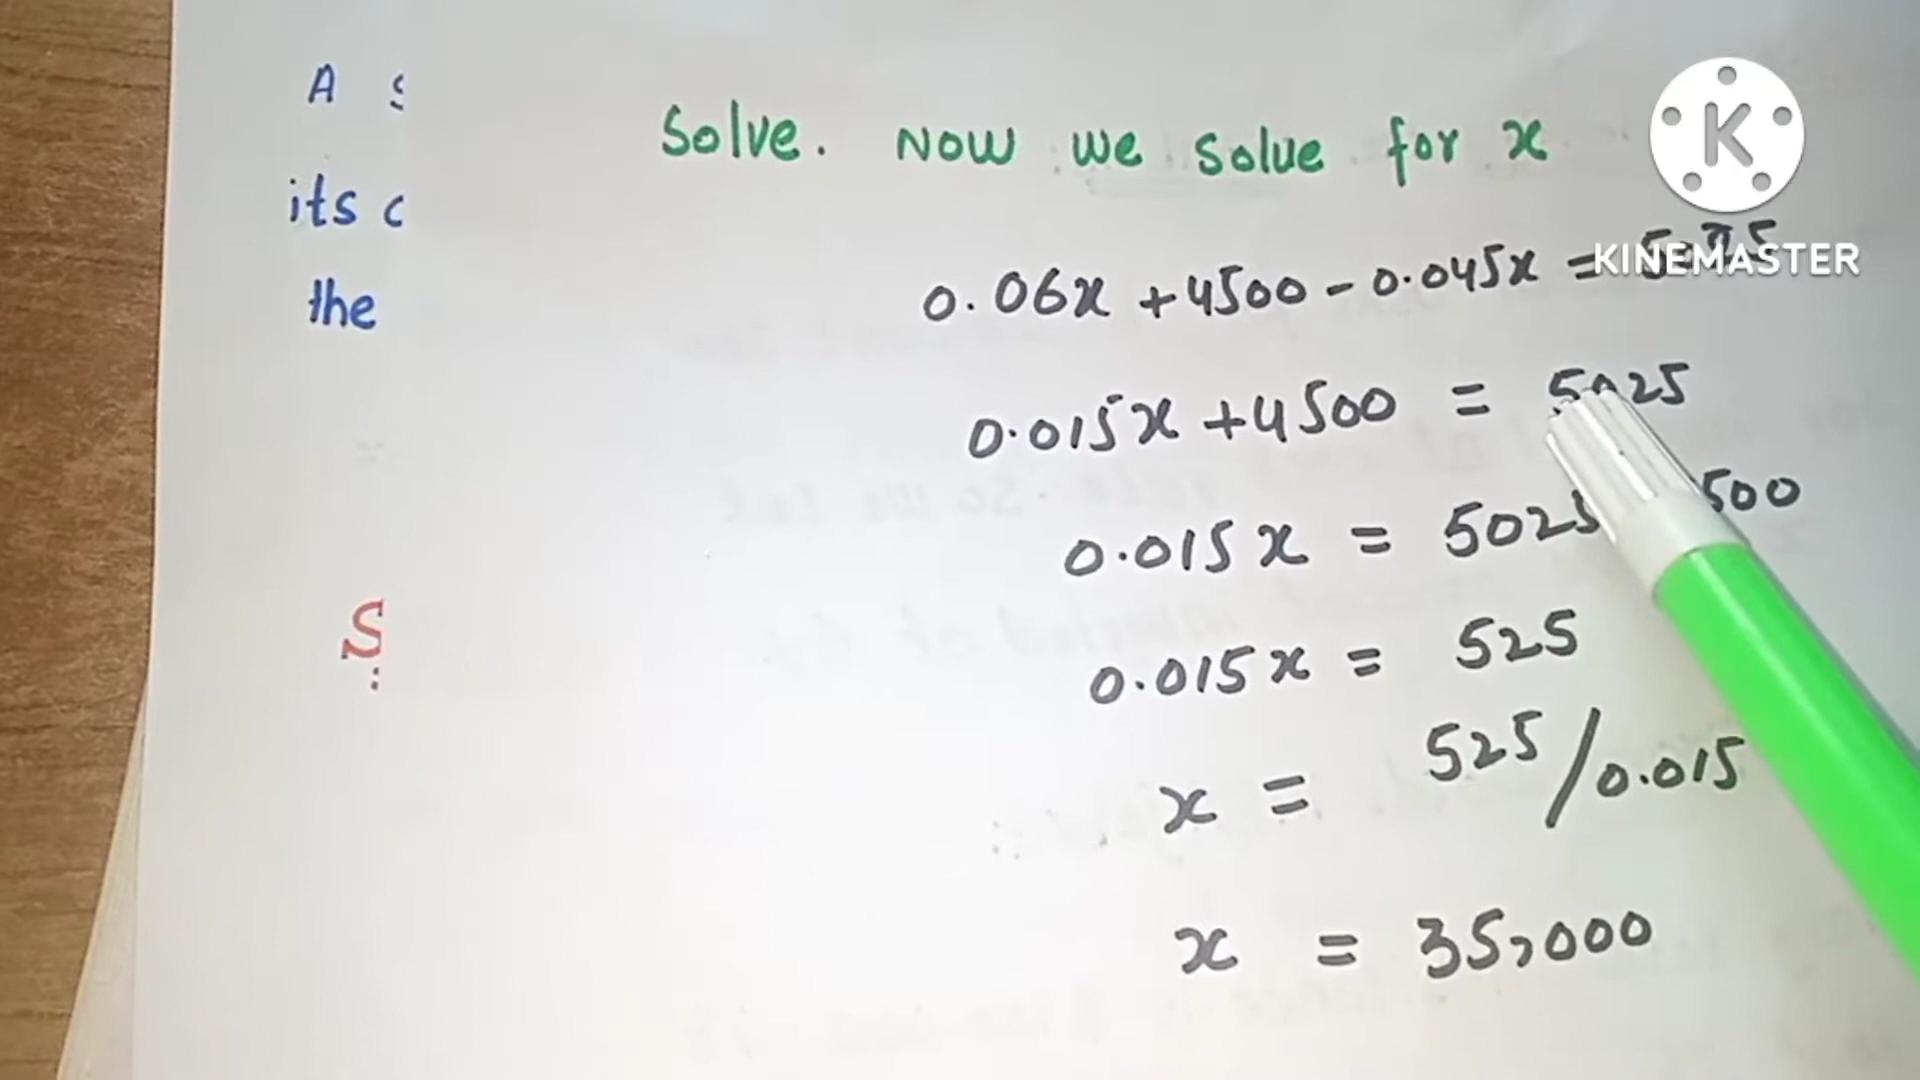 A
its
the
S
Solve. Now we solve for x
0.06x + 4500 - 0.045x =
0.015x + 4500 = 5025
0.015x = 5025 500
0.015x = 525
x = 525/0.015
x = 35,000
K
KINEMASTER